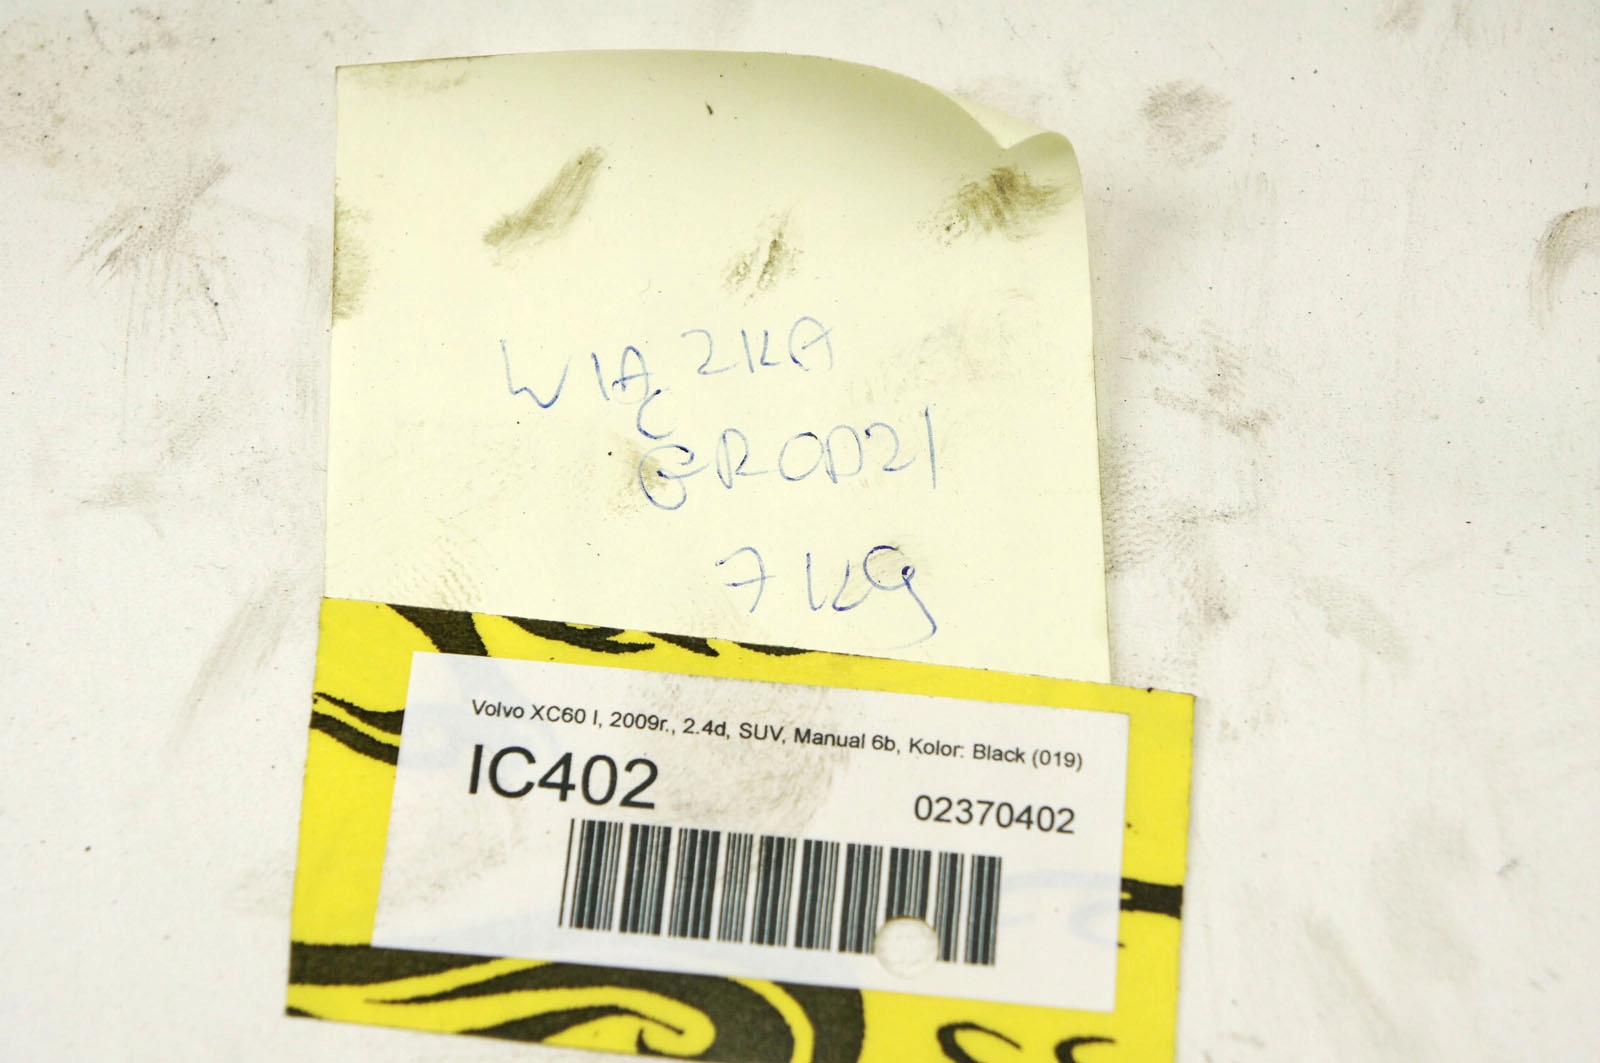 WIĄZKA
GRODZI
7 KG
Volvo XC60 I, 2009r., 2.4d, SUV, Manual 6b, Kolor: Black (019)
IC402
02370402